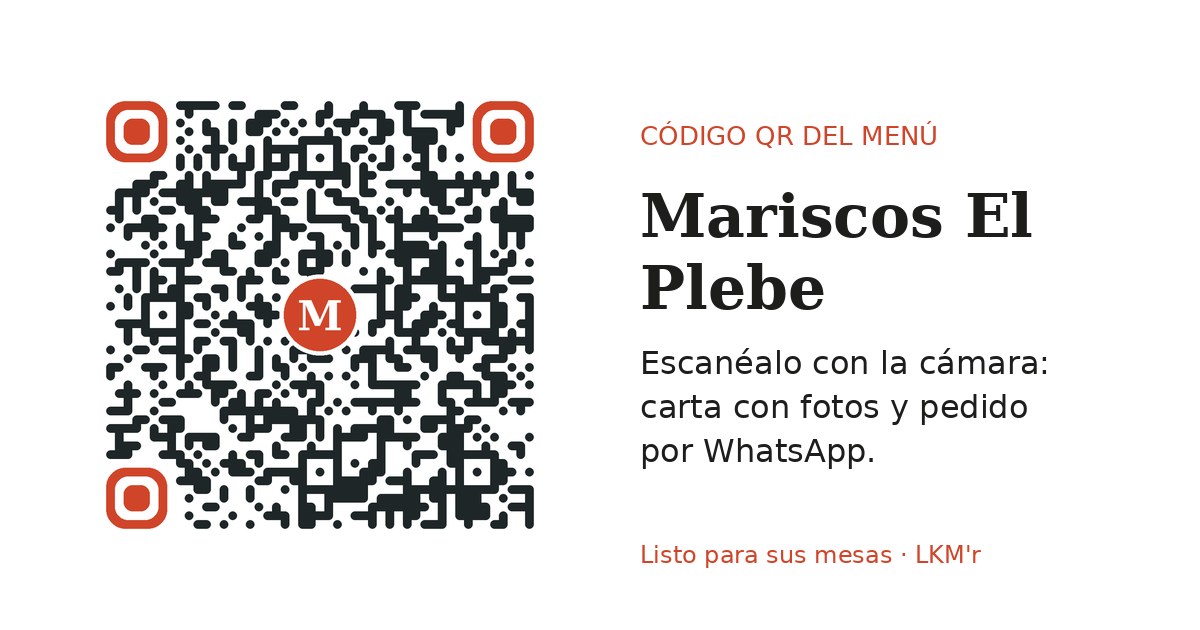 M
CÓDIGO QR DEL MENÚ
Mariscos El
Plebe
Escanéalo con la cámara:
carta con fotos y pedido
por WhatsApp.
Listo para sus mesas · LKM'r